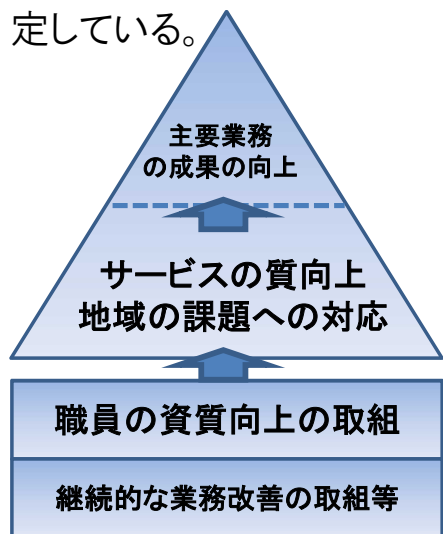 定している。
主要業務
の成果の向上
サービスの質向上
地域の課題への対応
職員の資質向上の取組
継続的な業務改善の取組等